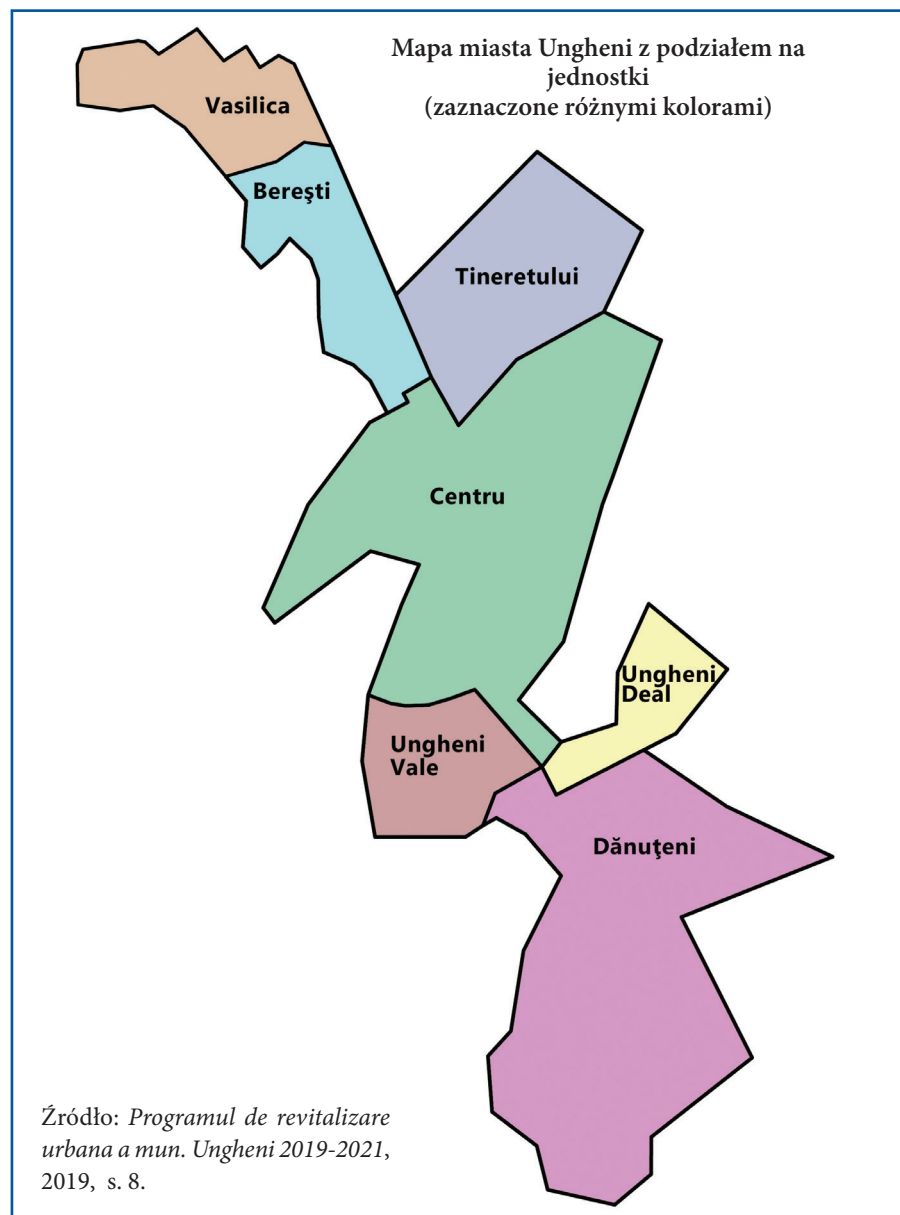 Mapa miasta Ungheni z podziałem na
jednostki
(zaznaczone różnymi kolorami)
Vasilica
Bereşti
Tineretului
Centru
Ungheni
Deal
Ungheni
Vale
Dănuţeni
Źródło: Programul de revitalizare
urbana a mun. Ungheni 2019-2021,
2019, s. 8.